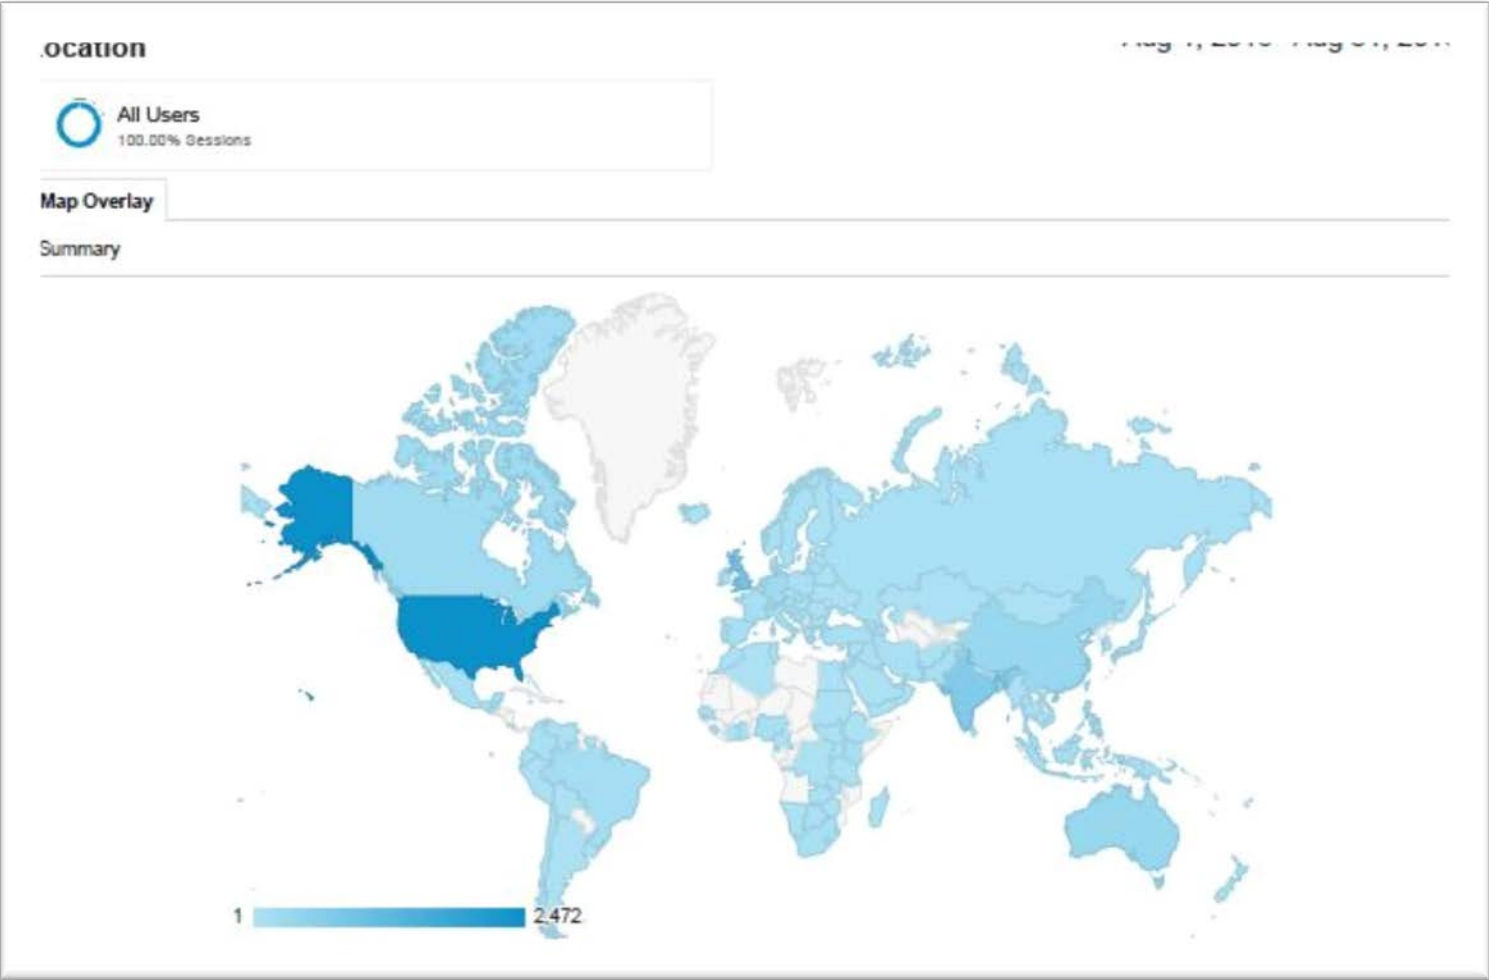 ocation
All Users
100.00% Sessions
Map Overlay
Summary
1
2,472